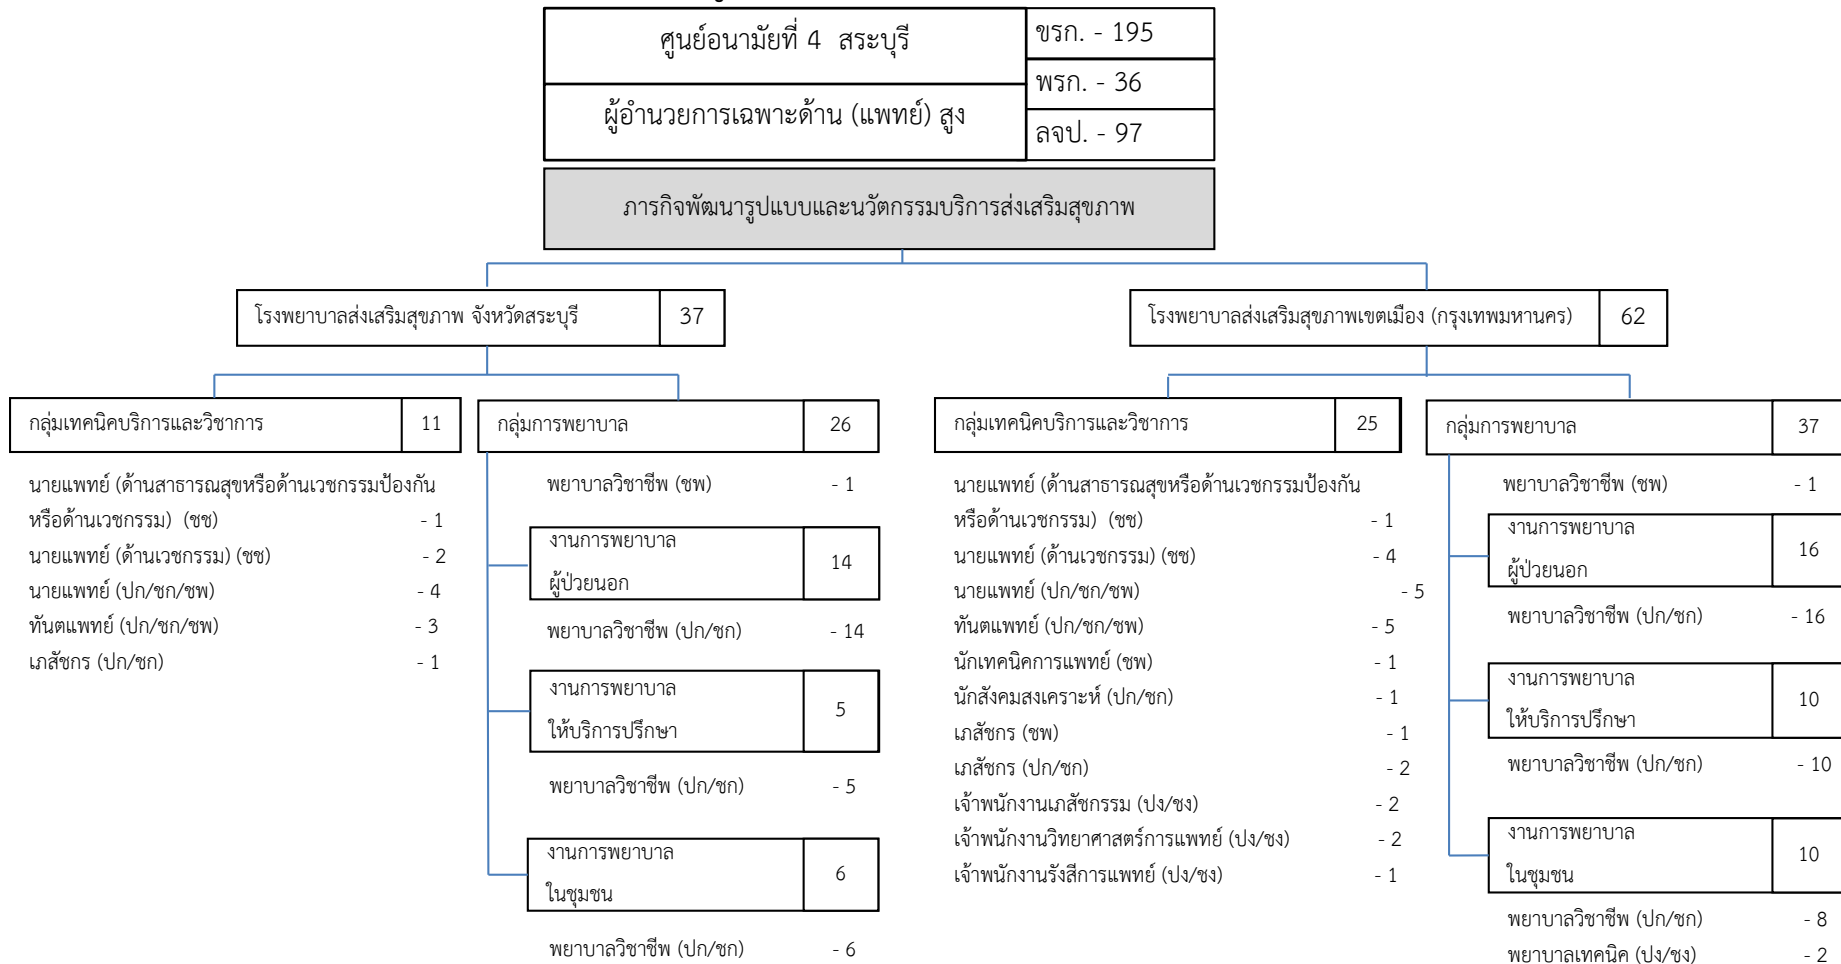 ศูนย์อนามัยที่ 4 สระบุรี
ขรก. - 195
พรก. - 36
ผู้อำนวยการเฉพาะด้าน (แพทย์) สูง
ลจป. - 97
ภารกิจพัฒนารูปแบบและนวัตกรรมบริการส่งเสริมสุขภาพ
โรงพยาบาลส่งเสริมสุขภาพ จังหวัดสระบุรี 37
กลุ่มเทคนิคบริการและวิชาการ 11
นายแพทย์ (ด้านสาธารณสุขหรือด้านเวชกรรมป้องกัน
หรือด้านเวชกรรม) (ชช) - 1
นายแพทย์ (ด้านเวชกรรม) (ชช) - 2
นายแพทย์ (ปก/ชก/ชพ) - 4
ทันตแพทย์ (ปก/ชก/ชพ) - 3
เภสัชกร (ปก/ชก) - 1
กลุ่มการพยาบาล 26
พยาบาลวิชาชีพ (ชพ) - 1
งานการพยาบาล
ผู้ป่วยนอก
14
พยาบาลวิชาชีพ (ปก/ชก) - 14
งานการพยาบาล
ให้บริการปรึกษา
5
พยาบาลวิชาชีพ (ปก/ชก) - 5
งานการพยาบาล
ในชุมชน
6
พยาบาลวิชาชีพ (ปก/ชก) - 6
โรงพยาบาลส่งเสริมสุขภาพเขตเมือง (กรุงเทพมหานคร) 62
กลุ่มเทคนิคบริการและวิชาการ 25
นายแพทย์ (ด้านสาธารณสุขหรือด้านเวชกรรมป้องกัน
หรือด้านเวชกรรม) (ชช) - 1
นายแพทย์ (ด้านเวชกรรม) (ชช) - 4
นายแพทย์ (ปก/ชก/ชพ) - 5
ทันตแพทย์ (ปก/ชก/ชพ) - 5
นักเทคนิคการแพทย์ (ชพ) - 1
นักสังคมสงเคราะห์ (ปก/ชก) - 1
เภสัชกร (ชพ) - 1
เภสัชกร (ปก/ชก) - 2
เจ้าพนักงานเภสัชกรรม (ปง/ชง) - 2
เจ้าพนักงานวิทยาศาสตร์การแพทย์ (ปง/ชง) - 2
เจ้าพนักงานรังสีการแพทย์ (ปง/ชง) - 1
กลุ่มการพยาบาล 37
พยาบาลวิชาชีพ (ชพ) - 1
งานการพยาบาล
ผู้ป่วยนอก
16
พยาบาลวิชาชีพ (ปก/ชก) - 16
งานการพยาบาล
ให้บริการปรึกษา
10
พยาบาลวิชาชีพ (ปก/ชก) - 10
งานการพยาบาล
ในชุมชน
10
พยาบาลวิชาชีพ (ปก/ชก) - 8
พยาบาลเทคนิค (ปง/ชง) - 2